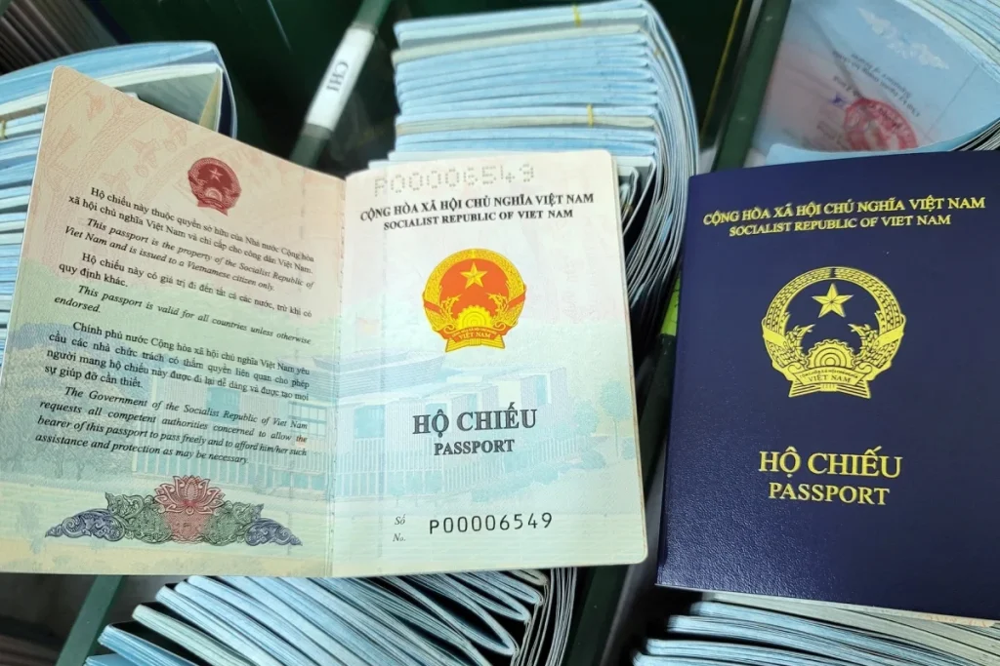 CHI
Hộ chiếu này thuộc quyền sở hữu của Nhà nước Cộng hòa
xã hội chủ nghĩa Việt Nam và chỉ cấp cho công dân Việt Nam.
This passport is the property of the Socialist Republic of
Viet Nam and is issued to a Vietnamese citizen only.
Hộ chiếu này có giá trị đi đến tất cả các nước, trừ khi có
quy định khác.
This passport is valid for all countries unless otherwise
endorsed.
Chính phủ nước Cộng hòa xã hội chủ nghĩa Việt Nam yêu
cầu các nhà chức trách có thẩm quyền liên quan cho phép
người mang hộ chiếu này được đi lại dễ dàng và được tạo mọi
sự giúp đỡ cần thiết.
The Government of the Socialist Republic of Viet Nam
requests all competent authorities concerned to allow the
bearer of this passport to pass freely and to afford him/her such
assistance and protection as may be necessary.
P00006549
CỘNG HÒA XÃ HỘI CHỦ NGHĨA VIỆT NAM
SOCIALIST REPUBLIC OF VIET NAM
VIỆT NAM
HỘ CHIẾU
PASSPORT
Số
No.
P00006549
CỘNG HÒA XÃ HỘI CHỦ NGHĨA VIỆT NAM
SOCIALIST REPUBLIC OF VIET NAM
VIỆT NAM
HỘ CHIẾU
PASSPORT